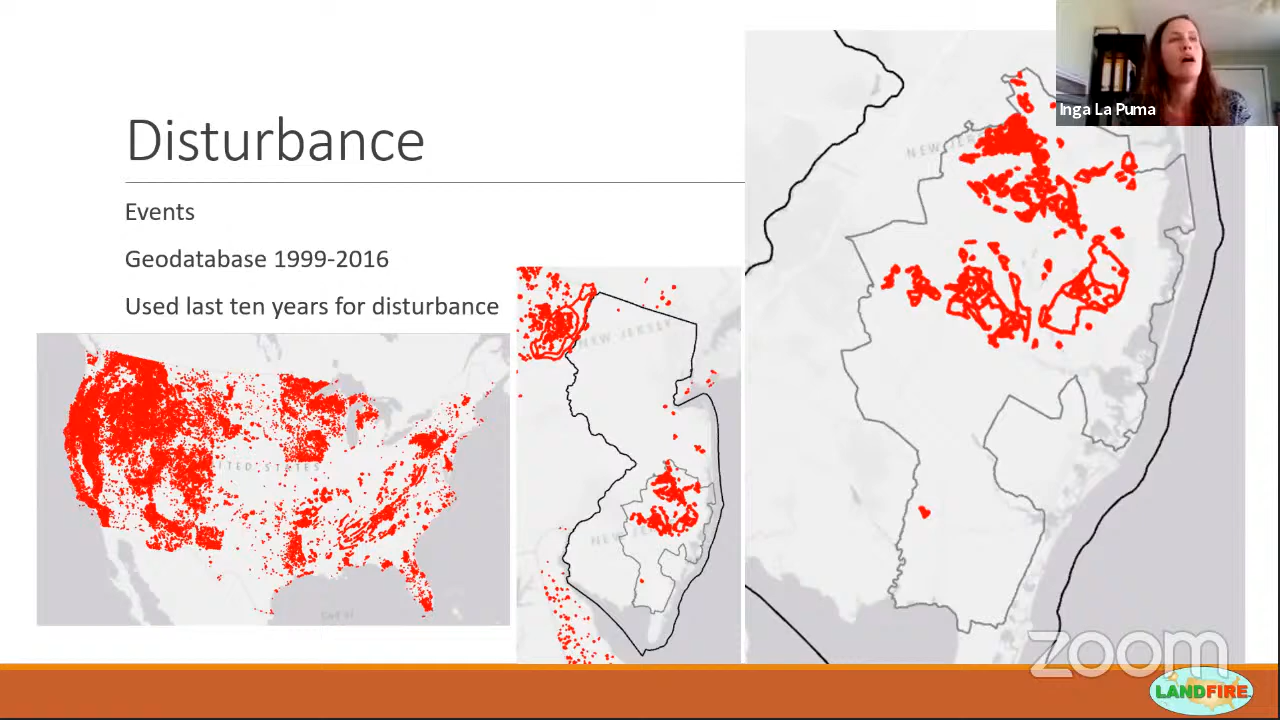 Disturbance
Events
Geodatabase 1999-2016
Used last ten years for disturbance
Inga La Puma
NEW JERSEY
NEW
UNITED STATES
zoom
LANDFIRE